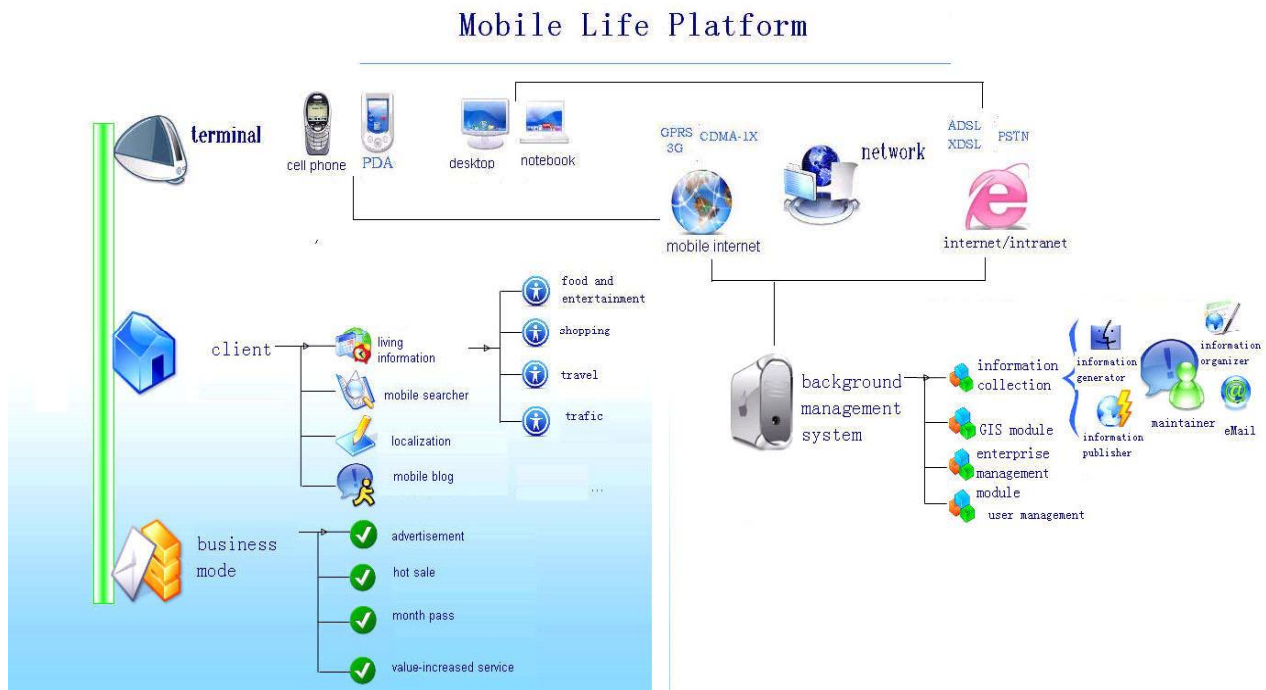 Mobile Life Platform
terminal
cell phone
PDA
desktop
notebook
GPRS CDMA-1X
3G
network
ADSL
XDSL
PSTN
mobile internet
internet/intranet
client
living
information
mobile searcher
localization
mobile blog
food and
entertainment
shopping
travel
trafic
...
business
mode
advertisement
hot sale
month pass
value-increased service
background
management
system
information
collection
GIS module
enterprise
management
module
user management
information
generator
information
organizer
information
publisher
maintainer
eMail